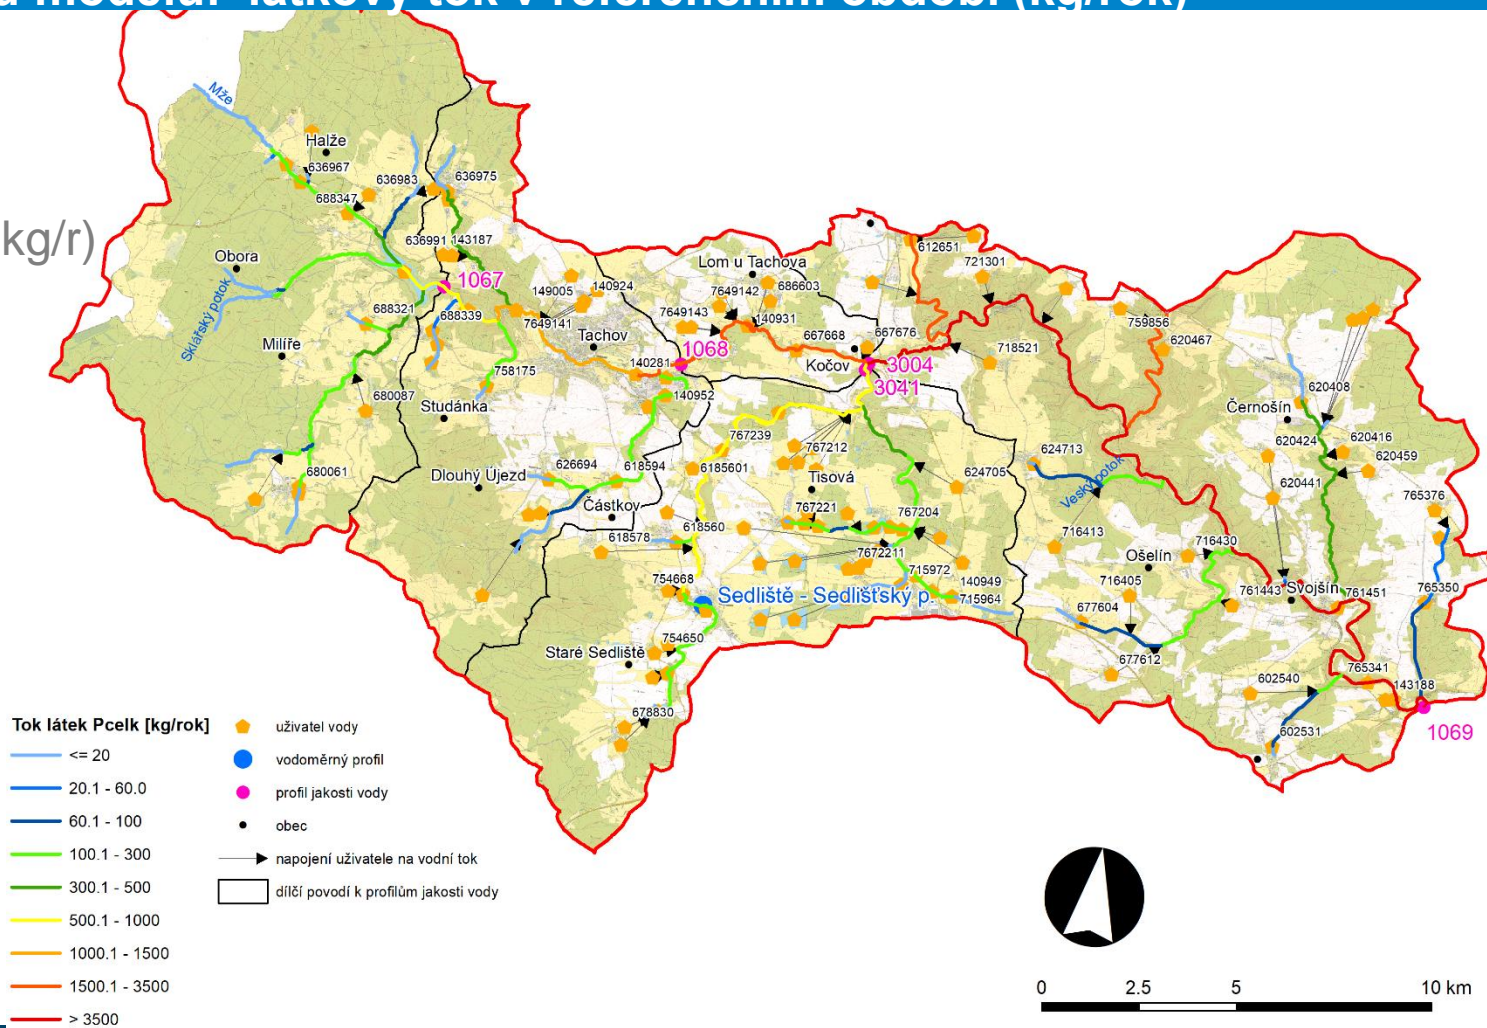 látkový tok v referenčním období (kg/rok)
kg/r)
Mže
Halže
636967
636983
636975
688347
636991
143187
1067
Obora
Sklářský potok
688321
688339
Milíře
149005
140924
7649141
Tachov
140281
1068
Lom u Tachova
7649142
686603
7649143
140931
667668
667676
Kočov
3004
3041
612651
721301
718521
759856
620467
620408
Černošín
620424
620416
620459
620441
765376
758175
Studánka
680087
680061
140952
Dlouhý Újezd
626694
618594
Částkov
767239
6185601
767212
Tisová
767221
767204
624705
624713
Veský potok
716413
716430
Ošelín
716405
618578
618560
7672211
715972
140949
715964
754668
Sedliště - Sedlišťský p.
754650
Staré Sedliště
678830
677604
677612
761443
Svojšín
761451
765350
765341
602540
143188
602531
1069
Tok látek Pcelk [kg/rok]
<= 20
20.1 - 60.0
60.1 - 100
100.1 - 300
300.1 - 500
500.1 - 1000
1000.1 - 1500
1500.1 - 3500
> 3500
uživatel vody
vodoměrný profil
profil jakosti vody
obec
napojení uživatele na vodní tok
dílčí povodí k profilům jakosti vody
0 2.5 5 10 km